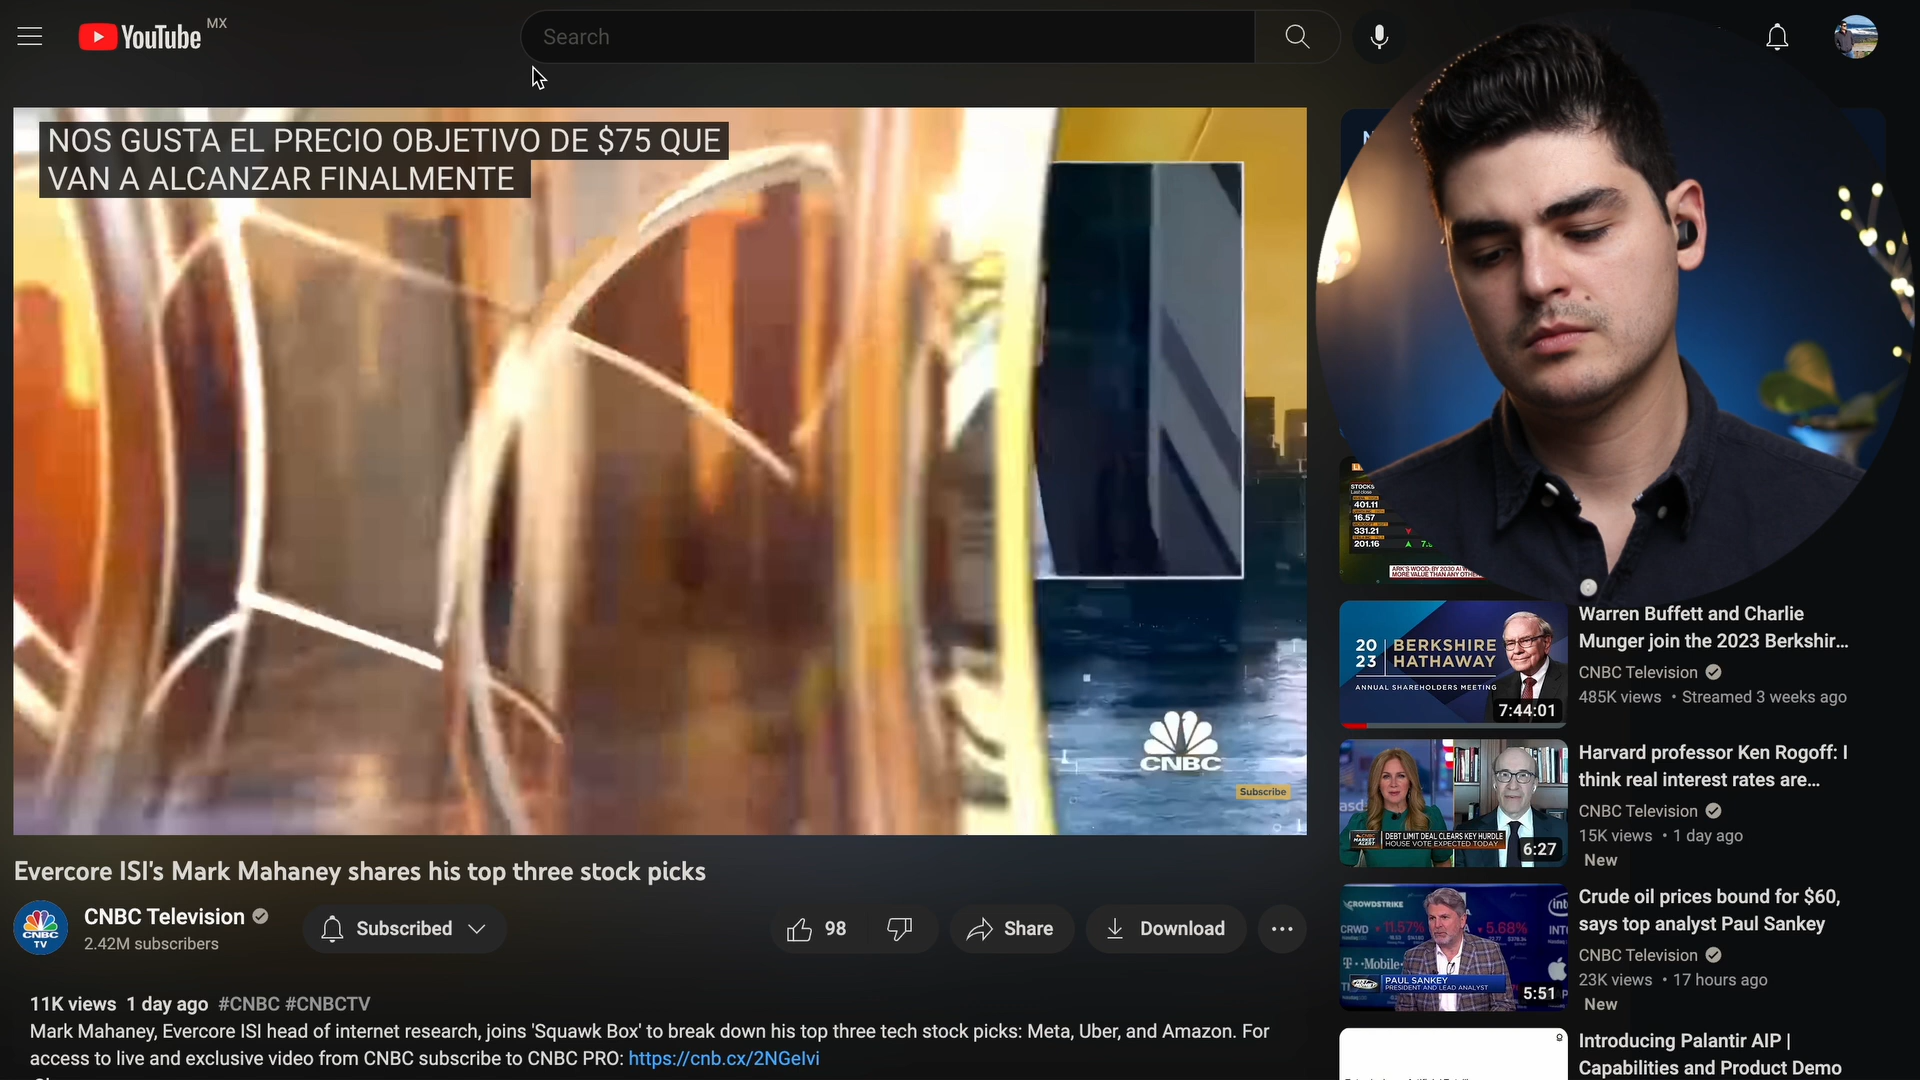 YouTube MX
Search
NOS GUSTA EL PRECIO OBJETIVO DE $75 QUE
VAN A ALCANZAR FINALMENTE
CNBC
Subscribe
Evercore ISI's Mark Mahaney shares his top three stock picks
CNBC TV
CNBC Television
2.42M subscribers
Subscribed
98
Share
Download
11K views 1 day ago #CNBC #CNBCTV
Mark Mahaney, Evercore ISI head of internet research, joins 'Squawk Box' to break down his top three tech stock picks: Meta, Uber, and Amazon. For
access to live and exclusive video from CNBC subscribe to CNBC PRO: https://cnb.cx/2NGeIvi
STOCKS
401.11
16.57
331.21
201.16
20 23 BERKSHIRE HATHAWAY
ANNUAL SHAREHOLDERS MEETING
7:44:01
Warren Buffett and Charlie
Munger join the 2023 Berkshir...
CNBC Television
485K views • Streamed 3 weeks ago
DEBT LIMIT DEAL CLEARS KEY HURDLE
HOUSE VOTE EXPECTED TODAY
6:27
Harvard professor Ken Rogoff: I
think real interest rates are...
CNBC Television
15K views • 1 day ago
New
CROWDSTRIKE
CRWD 11.57%
5.68%
T··Mobile
PAUL SANKEY
PRESIDENT AND LEAD ANALYST
5:51
Crude oil prices bound for $60,
says top analyst Paul Sankey
CNBC Television
23K views • 17 hours ago
New
Introducing Palantir AIP |
Capabilities and Product Demo